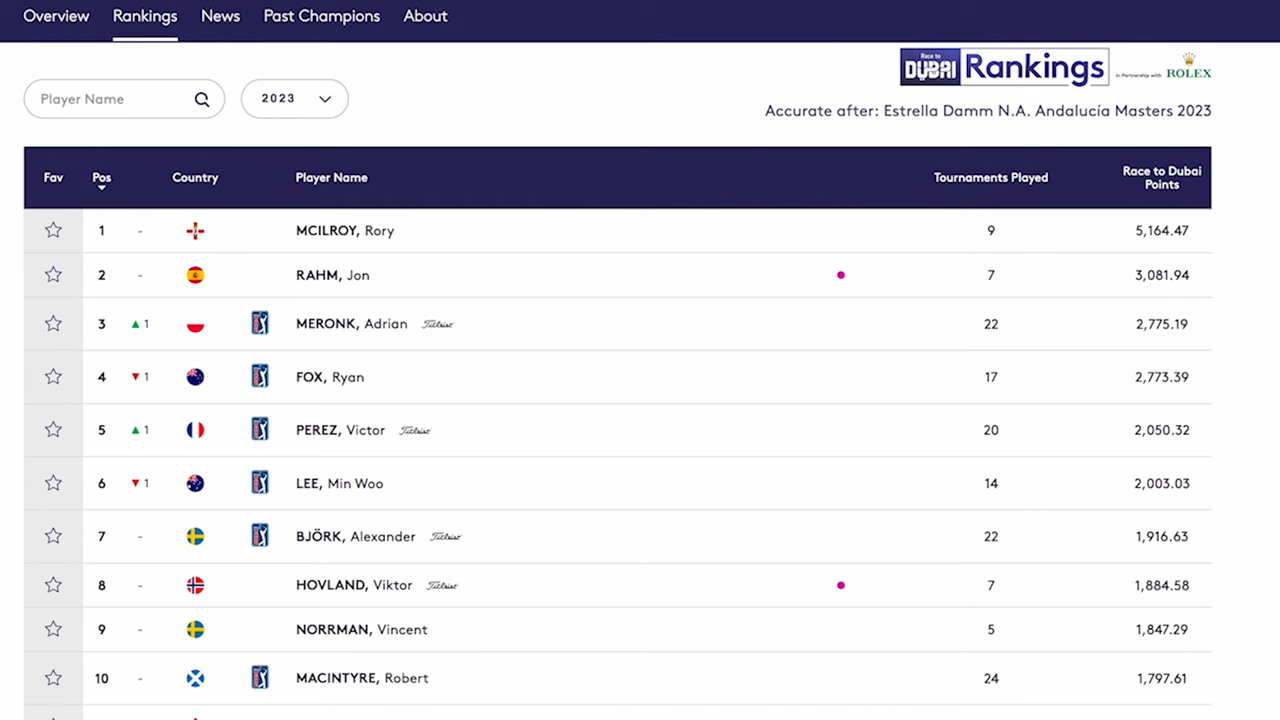 Overview Rankings News Past Champions About
Race to DUBAI Rankings In Partnership with ROLEX
Player Name 2023
Accurate after: Estrella Damm N.A. Andalucía Masters 2023
Fav Pos Country Player Name Tournaments Played Race to Dubai Points
1 - MCILROY, Rory 9 5,164.47
2 - RAHM, Jon 7 3,081.94
3 1 MERONK, Adrian Titleist 22 2,775.19
4 1 FOX, Ryan 17 2,773.39
5 1 PEREZ, Victor Titleist 20 2,050.32
6 1 LEE, Min Woo 14 2,003.03
7 - BJÖRK, Alexander Titleist 22 1,916.63
8 - HOVLAND, Viktor Titleist 7 1,884.58
9 - NORRMAN, Vincent 5 1,847.29
10 - MACINTYRE, Robert 24 1,797.61